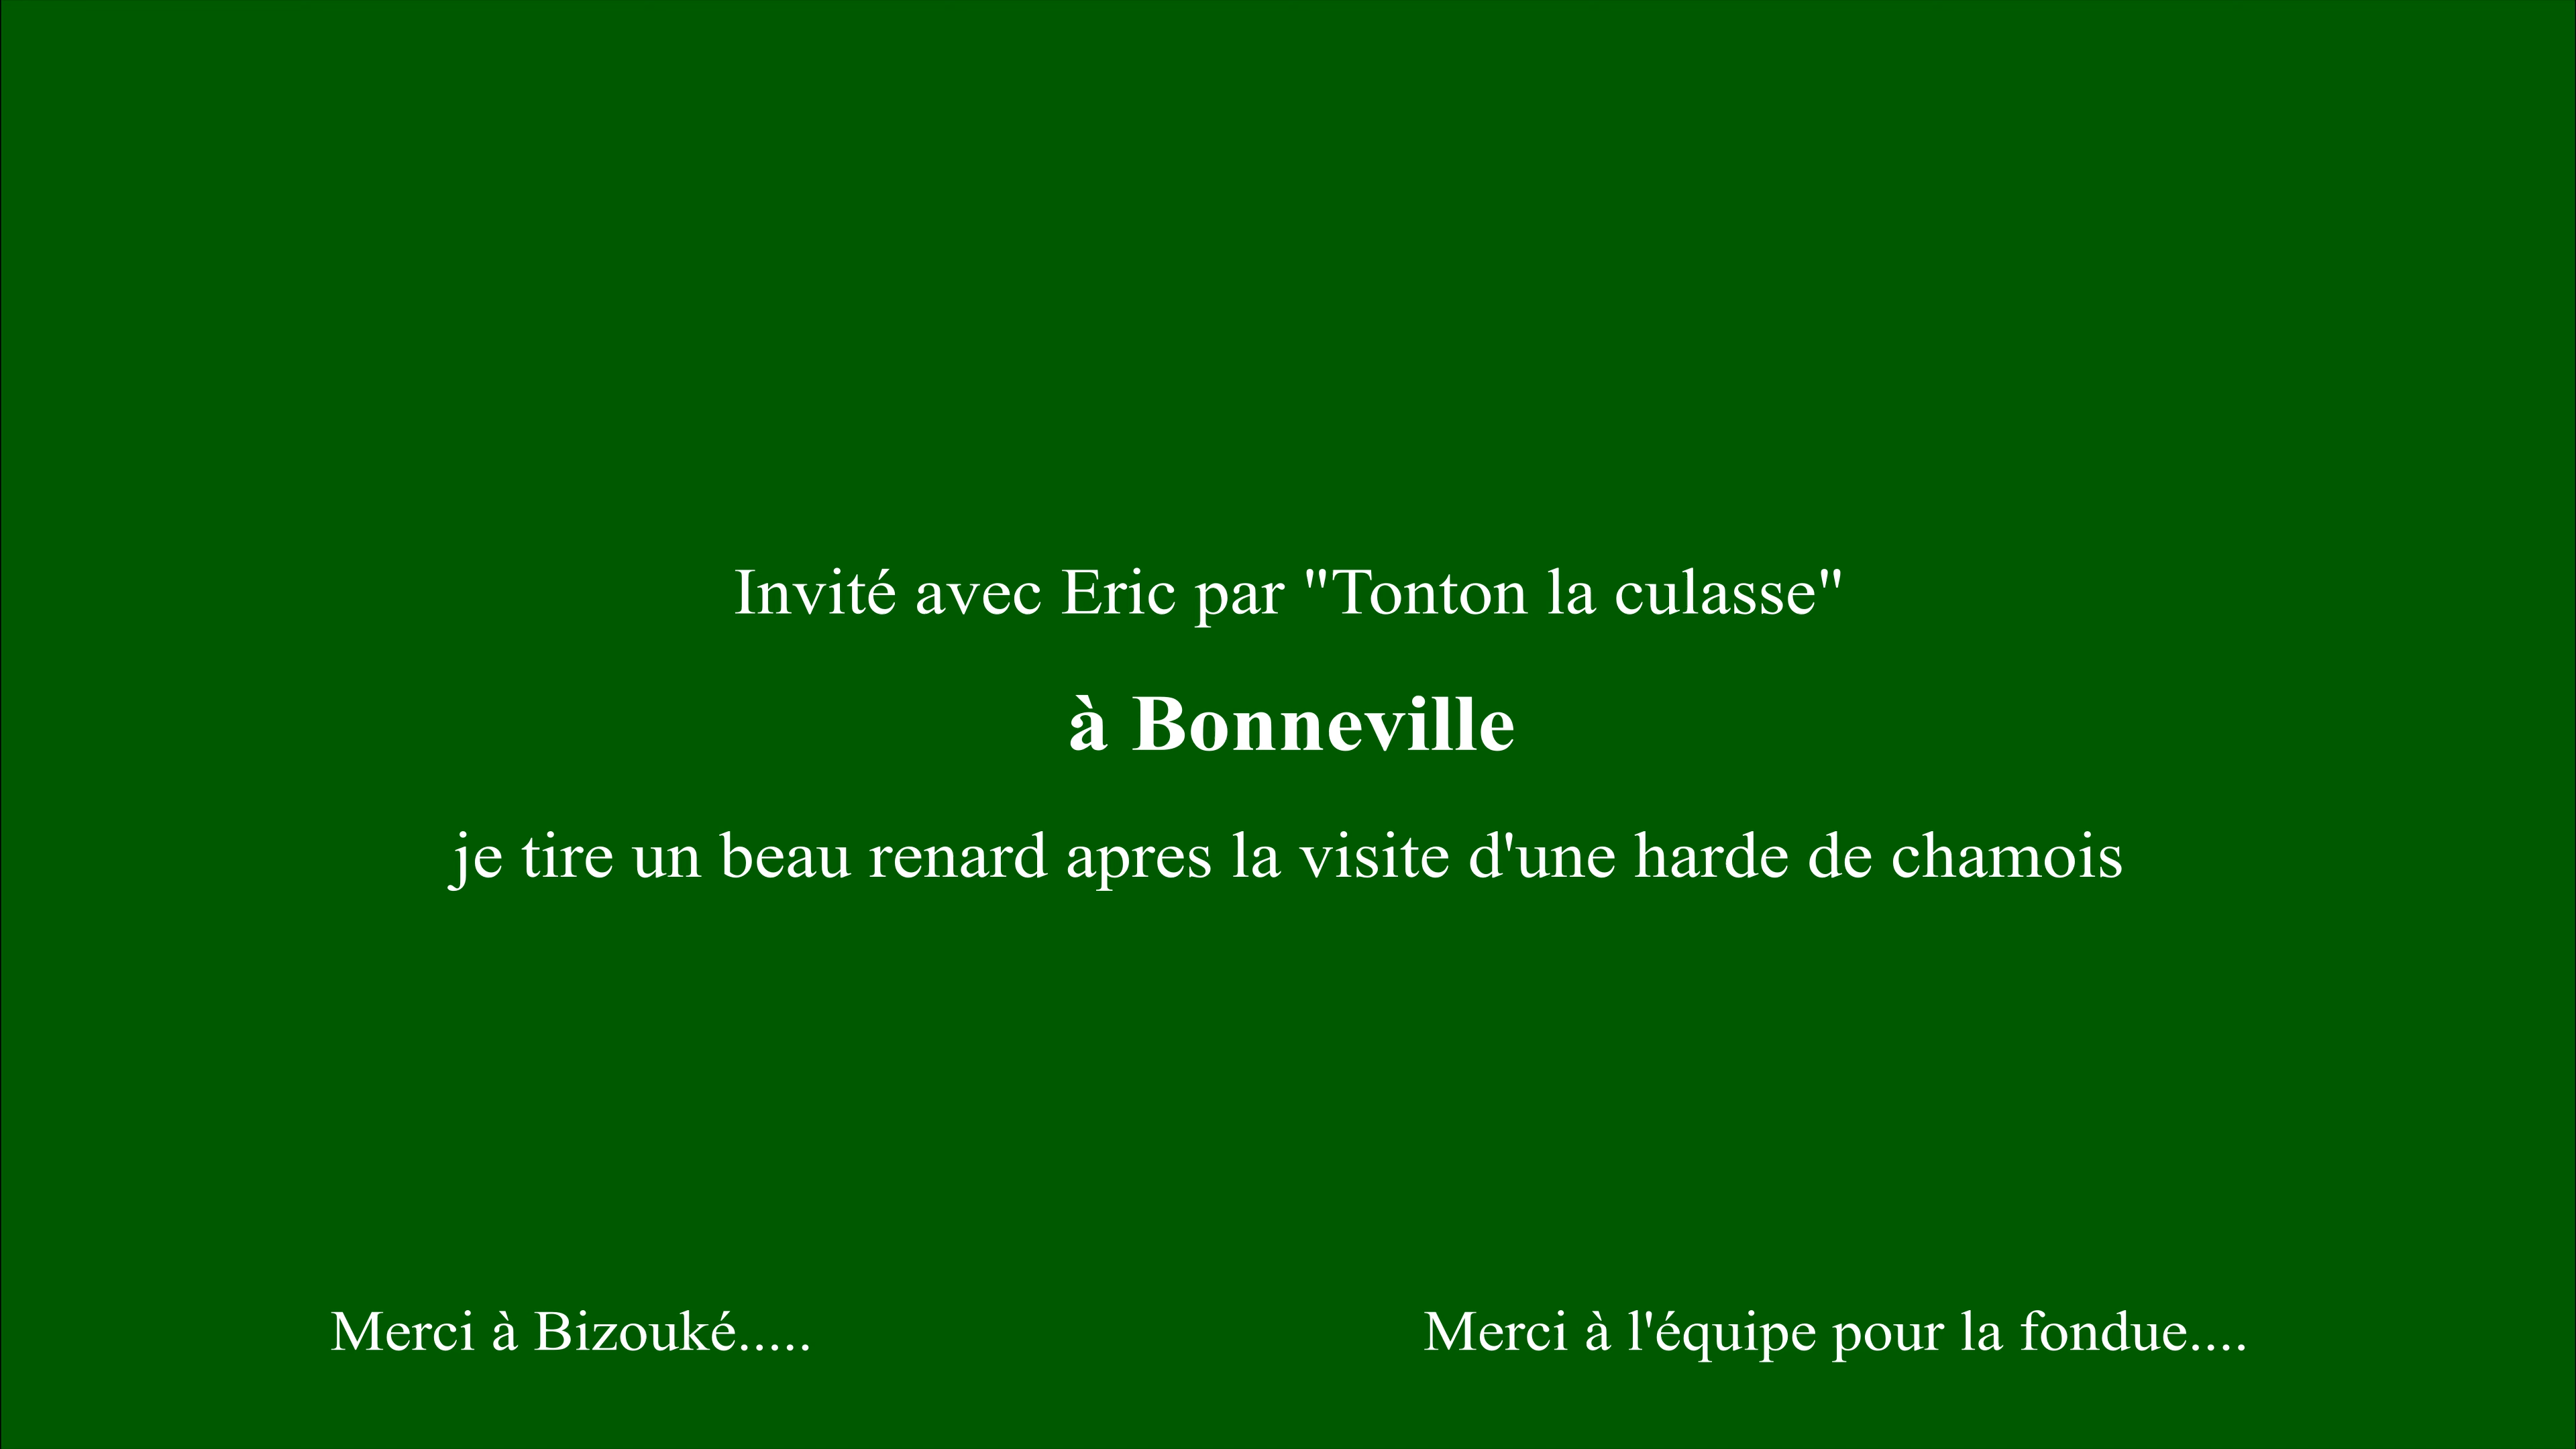 Invité avec Eric par "Tonton la culasse"
à Bonneville
je tire un beau renard apres la visite d'une harde de chamois
Merci à Bizouké.....
Merci à l'équipe pour la fondue....